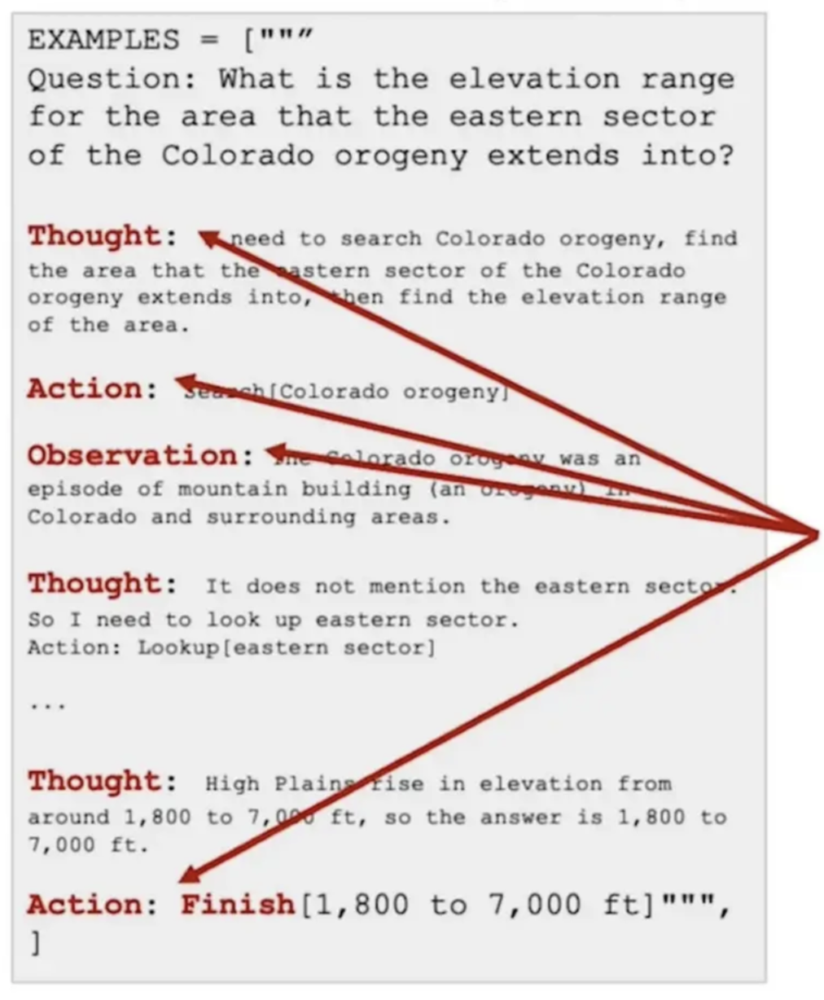 EXAMPLES = ["""
Question: What is the elevation range
for the area that the eastern sector
of the Colorado orogeny extends into?
Thought: need to search Colorado orogeny, find
the area that the eastern sector of the Colorado
orogeny extends into, then find the elevation range
of the area.
Action: Search[Colorado orogeny]
Observation: The Colorado orogeny was an
episode of mountain building (an orogeny) in
Colorado and surrounding areas.
Thought: It does not mention the eastern sector.
So I need to look up eastern sector.
Action: Lookup[eastern sector]
...
Thought: High Plains rise in elevation from
around 1,800 to 7,000 ft, so the answer is 1,800 to
7,000 ft.
Action: Finish[1,800 to 7,000 ft]""",
]